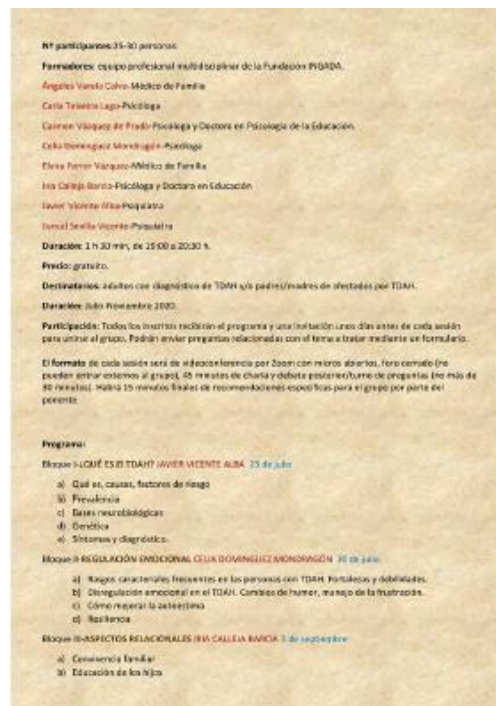 Nº participantes: 25-30 personas.
Formadores: equipo profesional multidisciplinar de la Fundación INGADA.
Ángeles Varela Calvo-Médico de Familia
Carla Teixeira Lago-Psicóloga
Carmen Vázquez de Prado-Psicóloga y Doctora en Psicología de la Educación.
Celia Domínguez Mondragón-Psicóloga
Elena Ferrer Vázquez-Médico de Familia
Iria Calleja Barcia-Psicóloga y Doctora en Educación
Javier Vicente Alba-Psiquiatra
Sevilla Vicente-Psiquiatra
Duración: 1 h 30 min, de 19:00 a 20:30 h.
Precio: gratuito.
Destinatarios: adultos con diagnóstico de TDAH y/o padres/madres de afectados por TDAH.
Duración: Julio-Noviembre 2020.
Participación: Todos los inscritos recibirán el programa y una invitación unos días antes de cada sesión
para unirse al grupo. Podrán enviar preguntas relacionadas con el tema a tratar mediante un formulario.
El formato de cada sesión será de videoconferencia por Zoom con micros abiertos, foro cerrado (no
pueden entrar externos al grupo), 45 minutos de charla y debate posterior/turno de preguntas (no más de
30 minutos). Habrá 15 minutos finales de recomendaciones específicas para el grupo por parte del
ponente.
Programa:
Bloque I-¿QUÉ ES El TDAH? JAVIER VICENTE ALBA 23 de julio
a) Qué es, causas, factores de riesgo
b) Prevalencia
c) Bases neurobiológicas
d) Genética
e) Síntomas y diagnóstico.
Bloque II-REGULACIÓN EMOCIONAL CELIA DOMÍNGUEZ MONDRAGÓN 30 de julio
a) Rasgos caracteriales frecuentes en las personas con TDAH. Fortalezas y debilidades.
b) Disregulación emocional en el TDAH. Cambios de humor, manejo de la frustración.
c) Cómo mejorar la autoestima
d) Resiliencia
Bloque III-ASPECTOS RELACIONALES IRIA CALLEJA BARCIA de septiembre
a) Convivencia familiar
b) Educación de los hijos